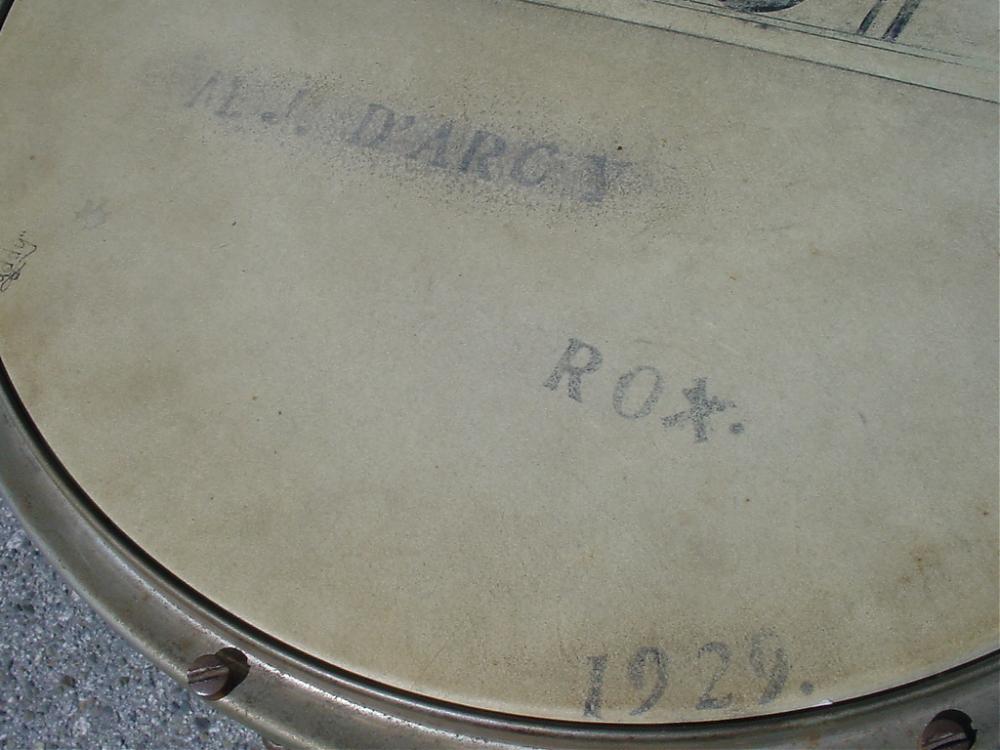 M. J. D'ARCY
ROX.
1929.